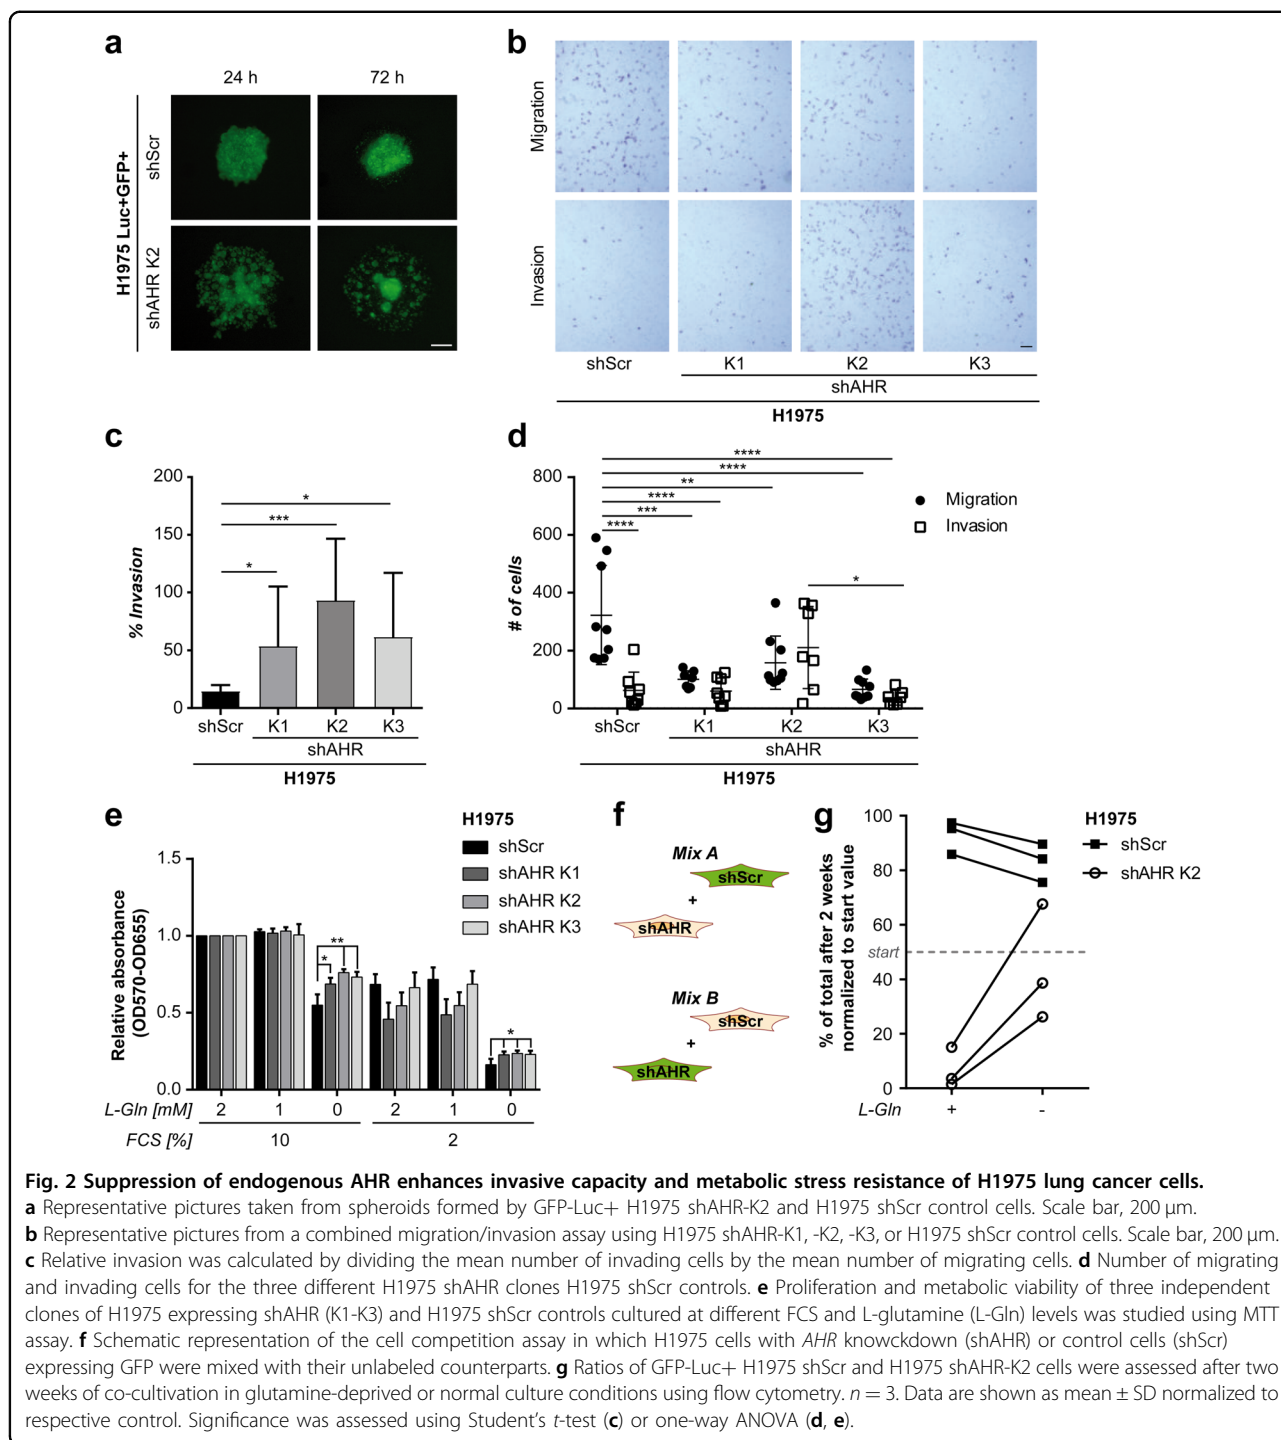 a
24 h
72 h
H1975 Luc+GFP+
shScr
shAHR K2
b
Migration
Invasion
shScr
K1
K2
K3
shAHR
H1975
c
% Invasion
200
150
100
50
0
*
***
*
shScr
K1
K2
K3
shAHR
H1975
d
# of cells
800
600
400
200
0
****
****
**
****
***
****
*
Migration
Invasion
shScr
K1
K2
K3
shAHR
H1975
e
Relative absorbance
(OD570-OD655)
1.5
1.0
0.5
0.0
**
*
*
H1975
shScr
shAHR K1
shAHR K2
shAHR K3
L-Gln [mM]
2
1
0
2
1
0
FCS [%]
10
2
f
Mix A
shScr
+
shAHR
Mix B
shScr
+
shAHR
g
% of total after 2 weeks
normalized to start value
100
80
60
start
40
20
0
L-Gln
+
-
H1975
shScr
shAHR K2
Fig. 2 Suppression of endogenous AHR enhances invasive capacity and metabolic stress resistance of H1975 lung cancer cells.
a Representative pictures taken from spheroids formed by GFP-Luc+ H1975 shAHR-K2 and H1975 shScr control cells. Scale bar, 200 µm.
b Representative pictures from a combined migration/invasion assay using H1975 shAHR-K1, -K2, -K3, or H1975 shScr control cells. Scale bar, 200 µm.
c Relative invasion was calculated by dividing the mean number of invading cells by the mean number of migrating cells. d Number of migrating
and invading cells for the three different H1975 shAHR clones H1975 shScr controls. e Proliferation and metabolic viability of three independent
clones of H1975 expressing shAHR (K1-K3) and H1975 shScr controls cultured at different FCS and L-glutamine (L-Gln) levels was studied using MTT
assay. f Schematic representation of the cell competition assay in which H1975 cells with AHR knowckdown (shAHR) or control cells (shScr)
expressing GFP were mixed with their unlabeled counterparts. g Ratios of GFP-Luc+ H1975 shScr and H1975 shAHR-K2 cells were assessed after two
weeks of co-cultivation in glutamine-deprived or normal culture conditions using flow cytometry. n = 3. Data are shown as mean ± SD normalized to
respective control. Significance was assessed using Student's t-test (c) or one-way ANOVA (d, e).